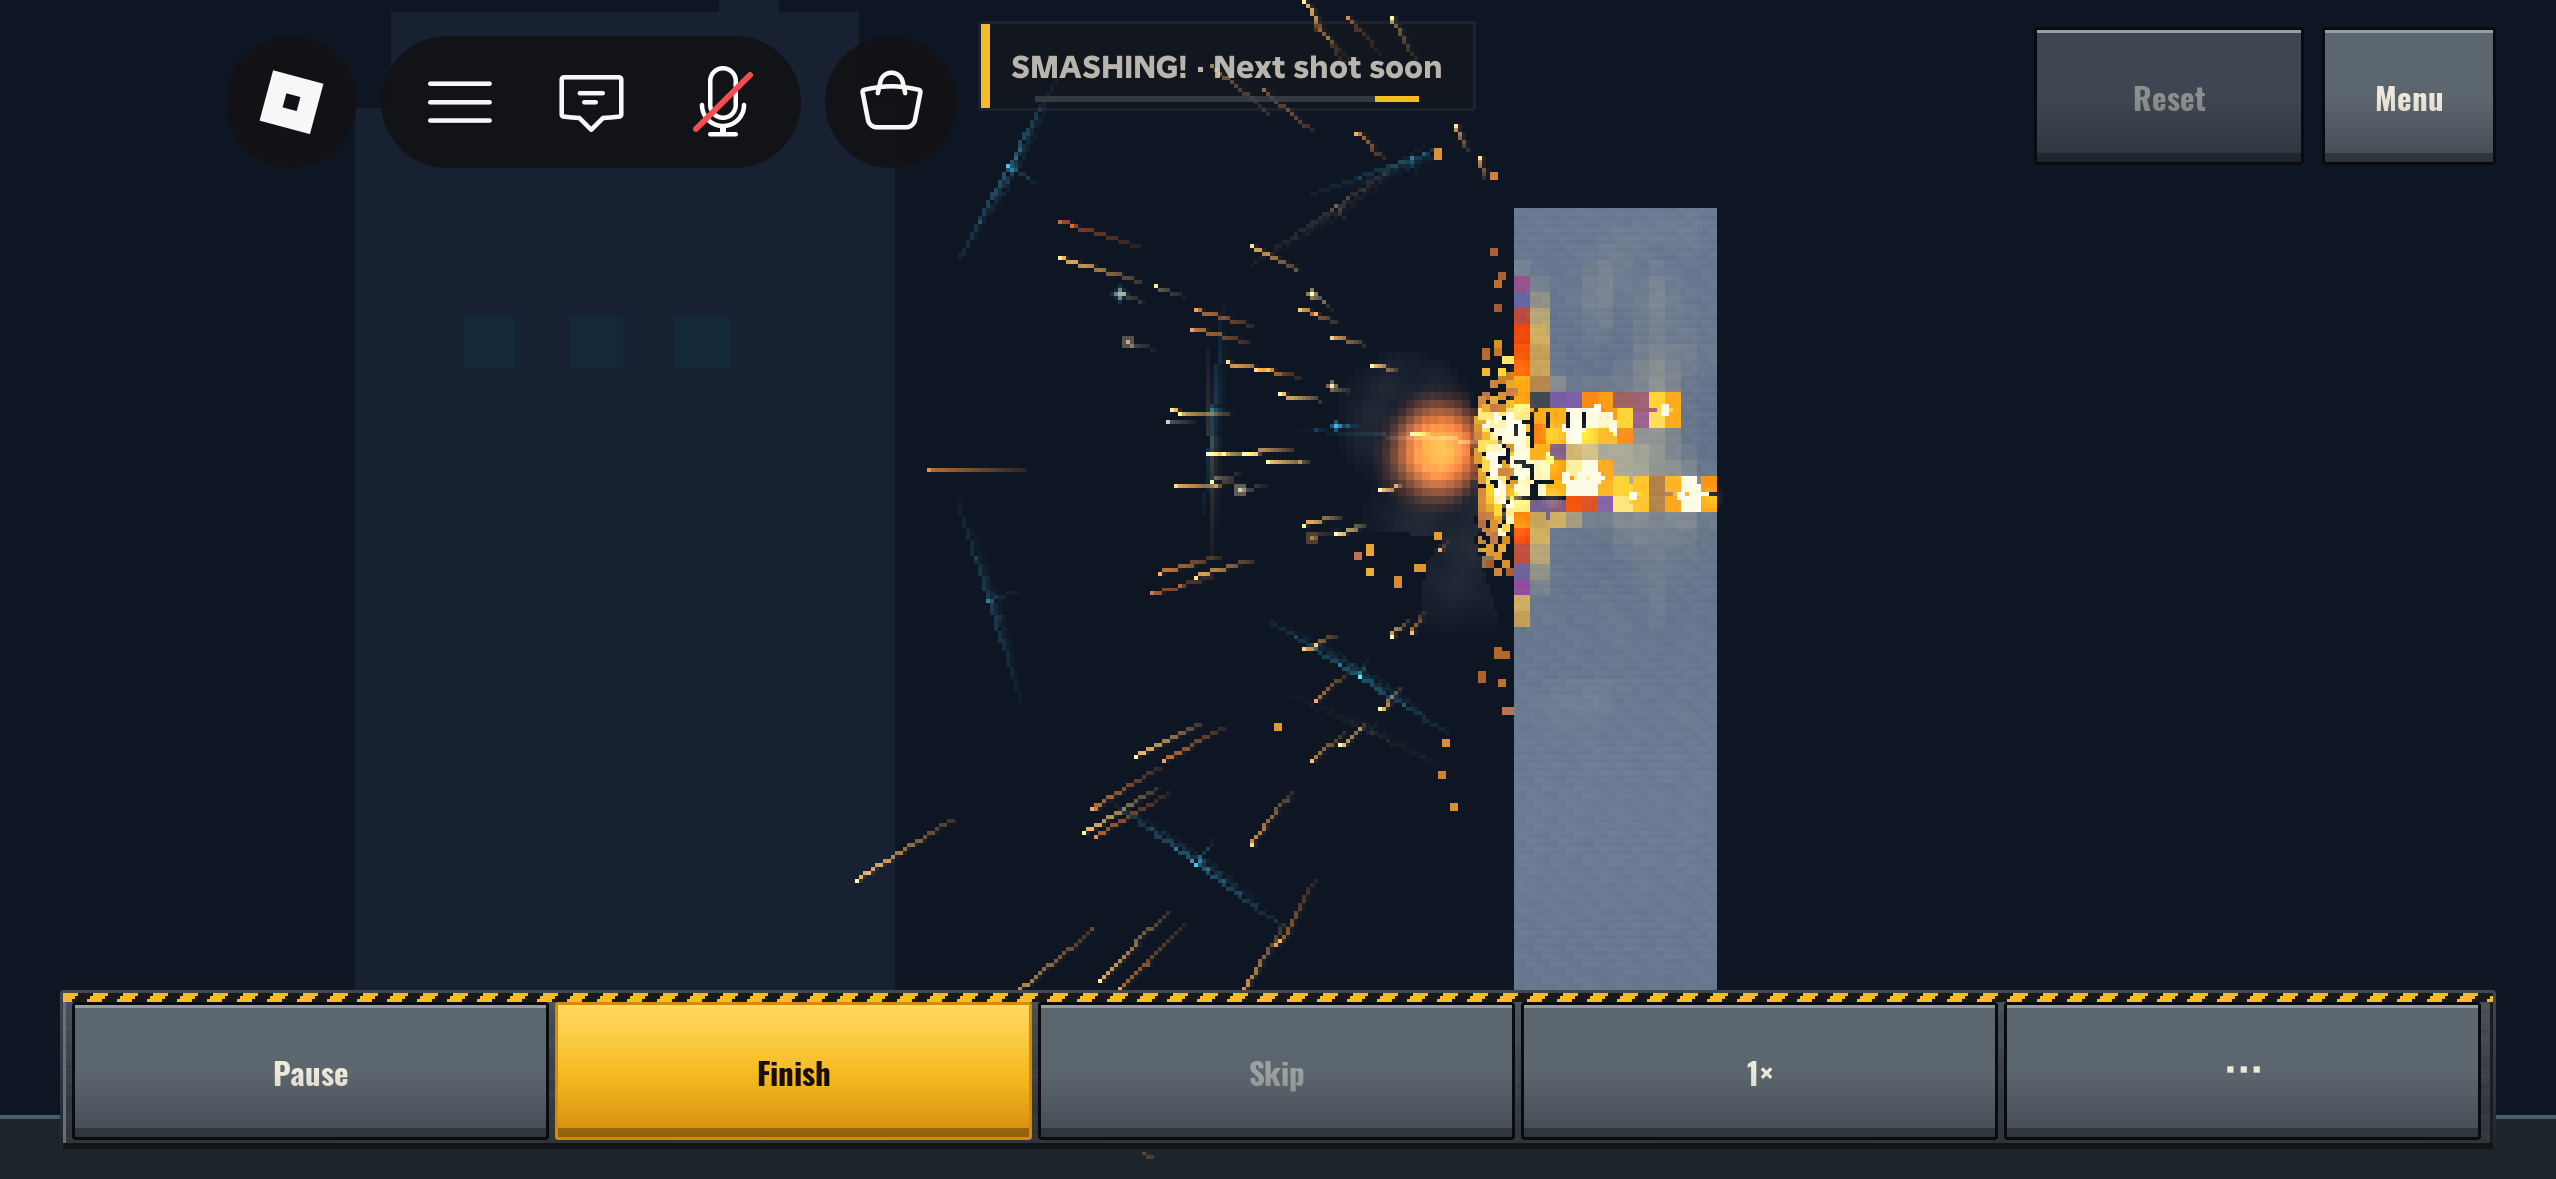 SMASHING! · Next shot soon
Reset
Menu
Pause
Finish
Skip
1×
...